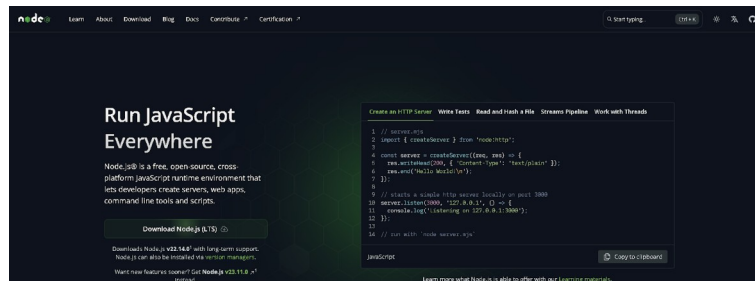 node
Learn
About
Download
Blog
Docs
Contribute ↗
Certification ↗
Start typing...
Ctrl + K
Run JavaScript
Everywhere
Node.js® is a free, open-source, cross-
platform JavaScript runtime environment that
lets developers create servers, web apps,
command line tools and scripts.
Download Node.js (LTS)
Downloads Node.js v22.14.0¹ with long-term support.
Node.js can also be installed via version managers.
Want new features sooner? Get Node.js v23.11.0 ↗¹
instead.
Create an HTTP Server
Write Tests
Read and Hash a File
Streams Pipeline
Work with Threads
1 // server.mjs
2 import { createServer } from 'node:http';
3
4 const server = createServer((req, res) => {
5 res.writeHead(200, { 'Content-Type': 'text/plain' });
6 res.end('Hello World!\n');
7 });
8
9 // starts a simple http server locally on port 3000
10 server.listen(3000, '127.0.0.1', () => {
11 console.log('Listening on 127.0.0.1:3000');
12 });
13
14 // run with `node server.mjs`
JavaScript
Copy to clipboard
Learn more what Node.js is able to offer with our Learning materials.